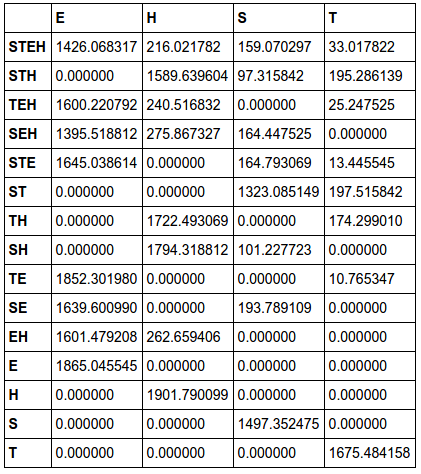 E H S T
STEH 1426.068317 216.021782 159.070297 33.017822
STH 0.000000 1589.639604 97.315842 195.286139
TEH 1600.220792 240.516832 0.000000 25.247525
SEH 1395.518812 275.867327 164.447525 0.000000
STE 1645.038614 0.000000 164.793069 13.445545
ST 0.000000 0.000000 1323.085149 197.515842
TH 0.000000 1722.493069 0.000000 174.299010
SH 0.000000 1794.318812 101.227723 0.000000
TE 1852.301980 0.000000 0.000000 10.765347
SE 1639.600990 0.000000 193.789109 0.000000
EH 1601.479208 262.659406 0.000000 0.000000
E 1865.045545 0.000000 0.000000 0.000000
H 0.000000 1901.790099 0.000000 0.000000
S 0.000000 0.000000 1497.352475 0.000000
T 0.000000 0.000000 0.000000 1675.484158